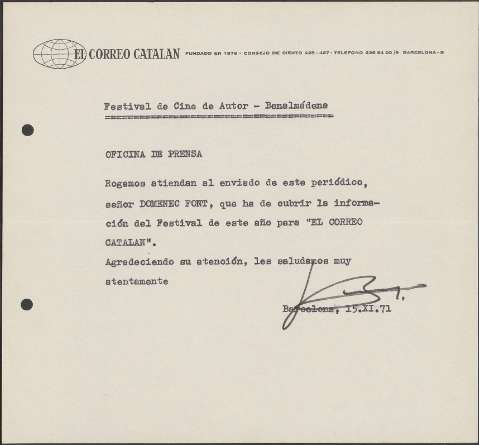 EL CORREO CATALAN FUNDADO EN 1876 - CONSEJO DE CIENTO 425-427 - TELEFONO BARCELONA-9
Festival de Cine de Autor - Benalmádena
OFICINA DE PRENSA
Rogamos atiendan al enviado de este periódico,
señor DOMENEC FONT, que ha de cubrir la informa-
ción del Festival de este año para "EL CORREO
CATALAN".
Agradeciendo su atención, les saludamos muy
atentamente
Barcelona, 15.XI.71